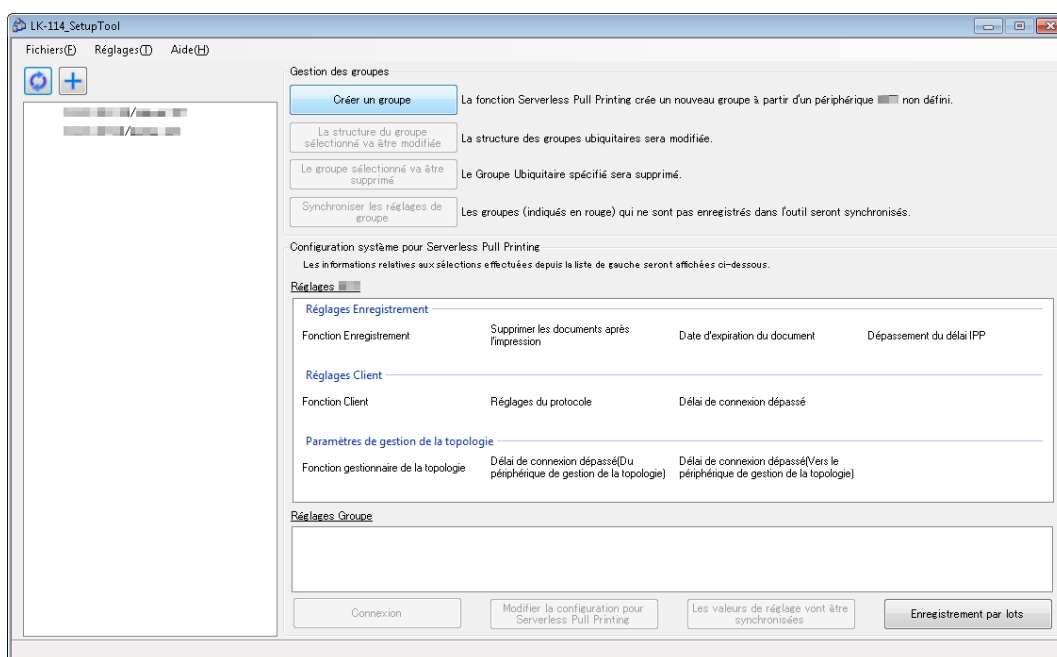 LK-114_SetupTool
Fichiers(F) Réglages(T) Aide(H)
Gestion des groupes
Créer un groupe
La fonction Serverless Pull Printing crée un nouveau groupe à partir d'un périphérique non défini.
La structure du groupe
sélectionné va être modifiée
La structure des groupes ubiquitaires sera modifiée.
Le groupe sélectionné va être
supprimé
Le Groupe Ubiquitaire spécifié sera supprimé.
Synchroniser les réglages de
groupe
Les groupes (indiqués en rouge) qui ne sont pas enregistrés dans l'outil seront synchronisés.
Configuration système pour Serverless Pull Printing
Les informations relatives aux sélections effectuées depuis la liste de gauche seront affichées ci-dessous.
Réglages
Réglages Enregistrement
Fonction Enregistrement
Supprimer les documents après
l'impression
Date d'expiration du document
Dépassement du délai IPP
Réglages Client
Fonction Client
Réglages du protocole
Délai de connexion dépassé
Paramètres de gestion de la topologie
Fonction gestionnaire de la topologie
Délai de connexion dépassé(Du
périphérique de gestion de la topologie)
Délai de connexion dépassé(Vers le
périphérique de gestion de la topologie)
Réglages Groupe
Connexion
Modifier la configuration pour
Serverless Pull Printing
Les valeurs de réglage vont être
synchronisées
Enregistrement par lots